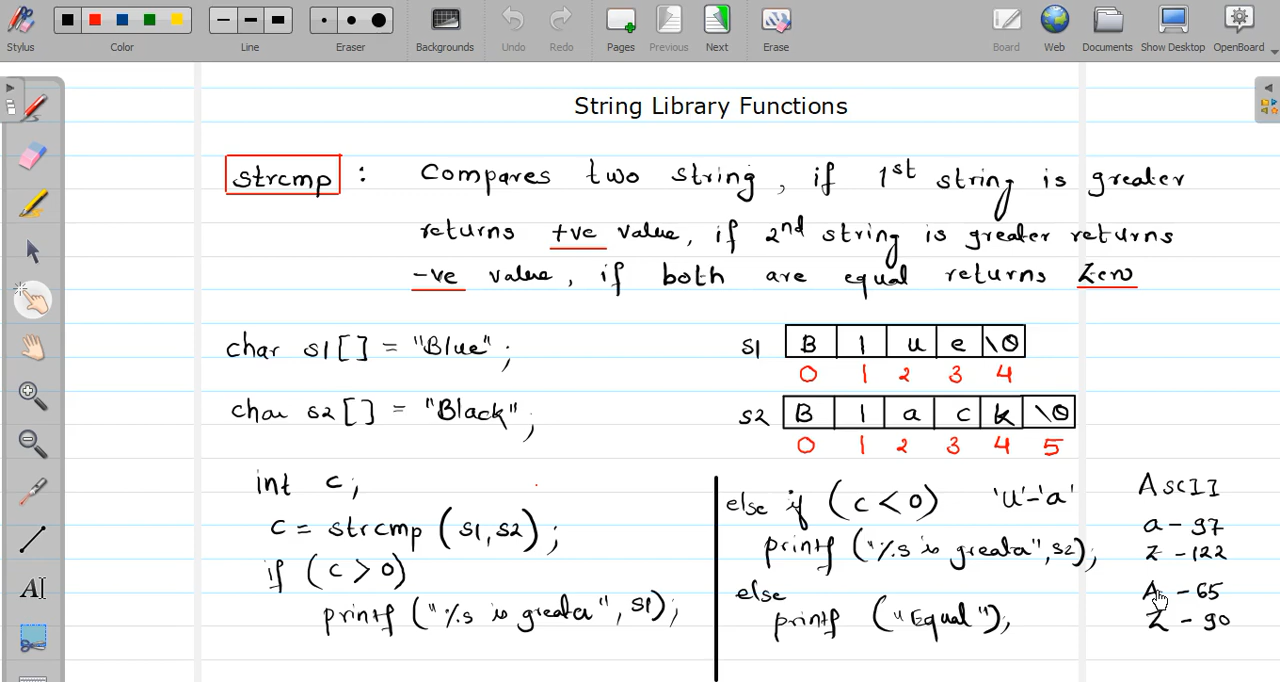 Stylus Color Line Eraser Backgrounds Undo Redo Pages Previous Next Erase Board Web Documents Show Desktop OpenBoard
String Library Functions
strcmp : Compares two string, if 1st string is greater
returns +ve value, if 2nd string is greater returns
-ve value, if both are equal returns Zero
char s1[] = "Blue";
s1 B l u e \0
0 1 2 3 4
char s2[] = "Black";
s2 B l a c k \0
0 1 2 3 4 5
int c;
c = strcmp (s1,s2);
if (c > 0)
printf ("%s is greater", s1);
else if (c < 0) 'u'-'a'
printf ("%s is greater", s2);
else
printf ("Equal");
ASCII
a - 97
z - 122
A - 65
Z - 90